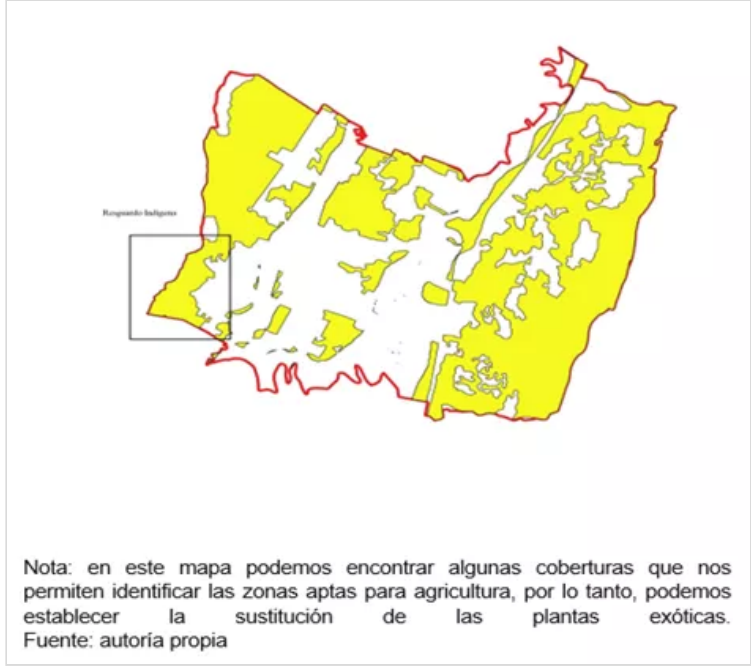 Resguardo Indígena
Nota: en este mapa podemos encontrar algunas coberturas que nos
permiten identificar las zonas aptas para agricultura, por lo tanto, podemos
establecer la sustitución de las plantas exóticas.
Fuente: autoría propia